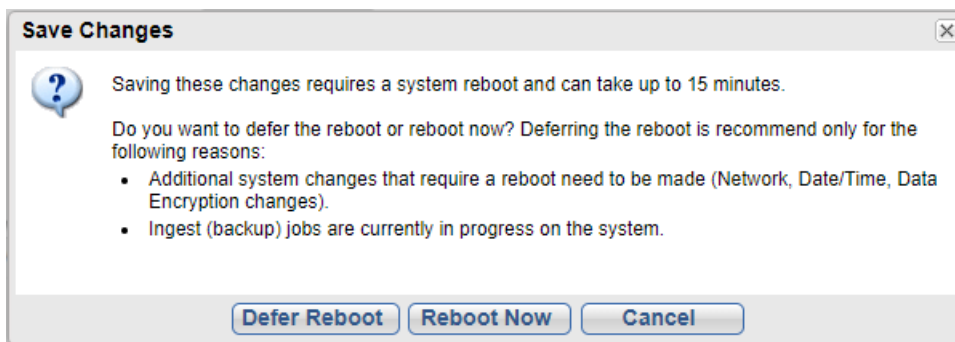 Save Changes
Saving these changes requires a system reboot and can take up to 15 minutes.
Do you want to defer the reboot or reboot now? Deferring the reboot is recommend only for the
following reasons:
• Additional system changes that require a reboot need to be made (Network, Date/Time, Data
Encryption changes).
• Ingest (backup) jobs are currently in progress on the system.
Defer Reboot Reboot Now Cancel